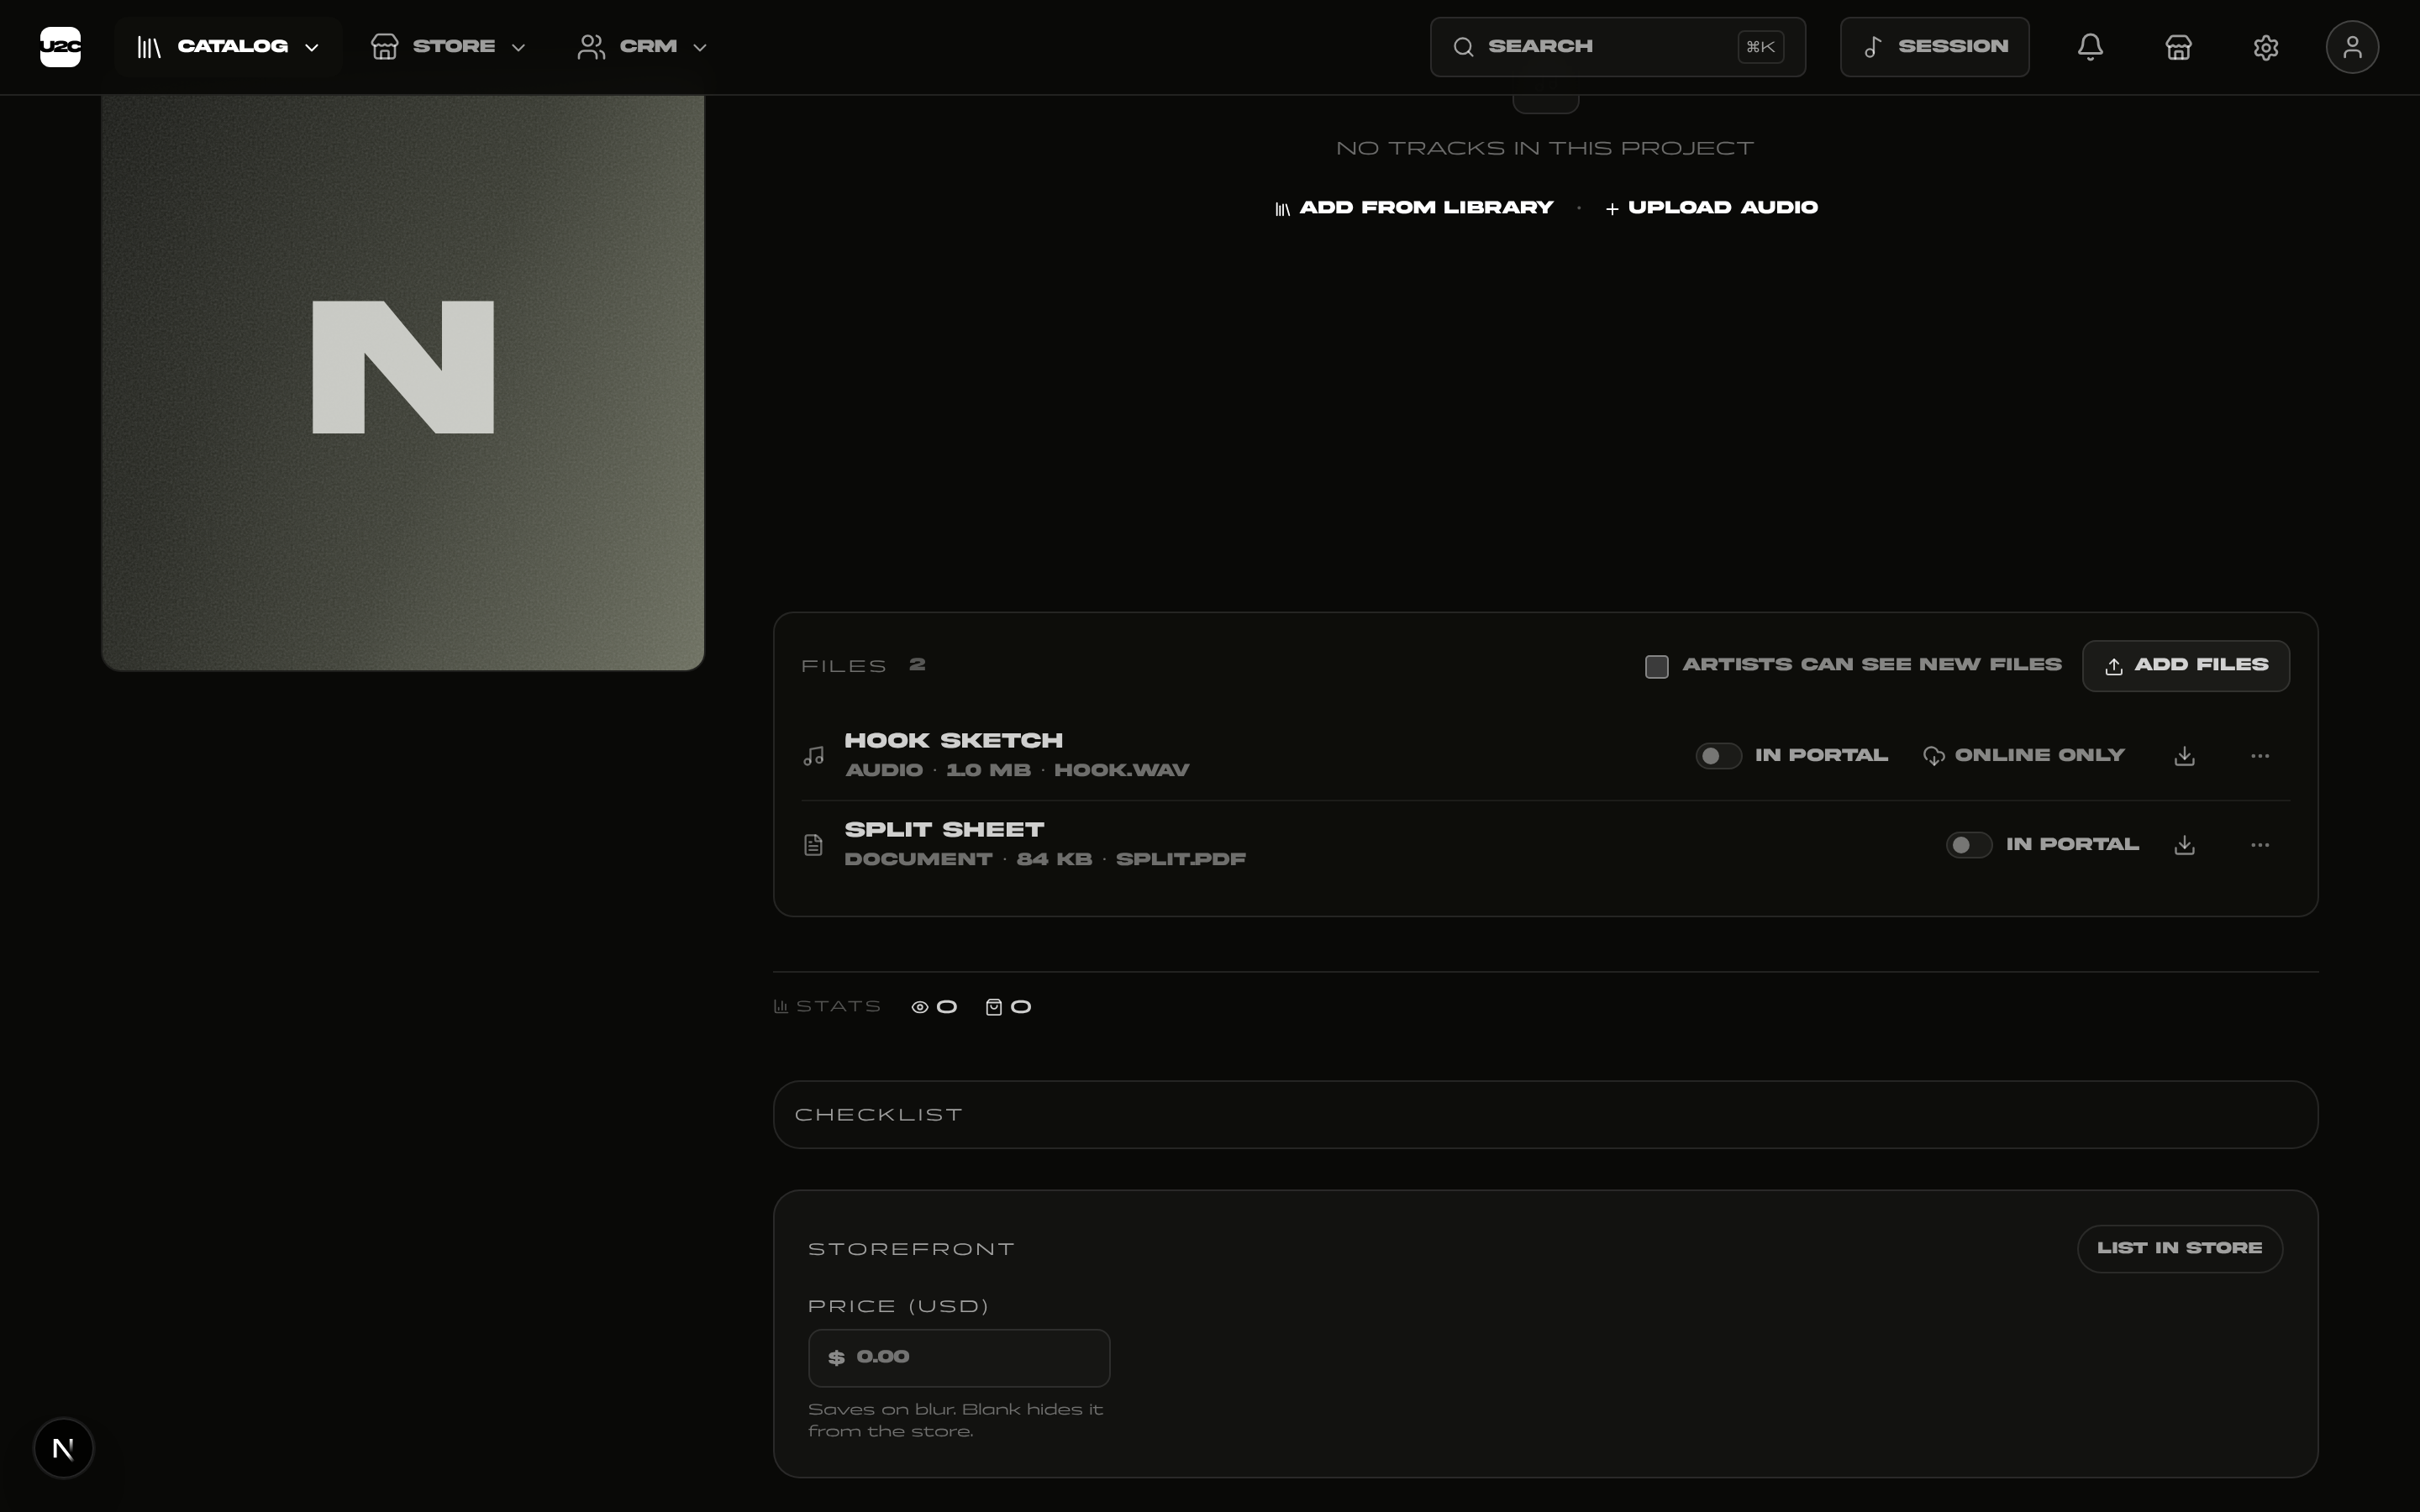 U2C CATALOG STORE CRM SEARCH ⌘K SESSION
NO TRACKS IN THIS PROJECT
ADD FROM LIBRARY · + UPLOAD AUDIO
N
FILES 2 ARTISTS CAN SEE NEW FILES ADD FILES
HOOK SKETCH
AUDIO · 1.0 MB · HOOK.WAV
IN PORTAL ONLINE ONLY
SPLIT SHEET
DOCUMENT · 84 KB · SPLIT.PDF
IN PORTAL
STATS 0 0
CHECKLIST
STOREFRONT LIST IN STORE
PRICE (USD)
$ 0.00
Saves on blur. Blank hides it
from the store.
N